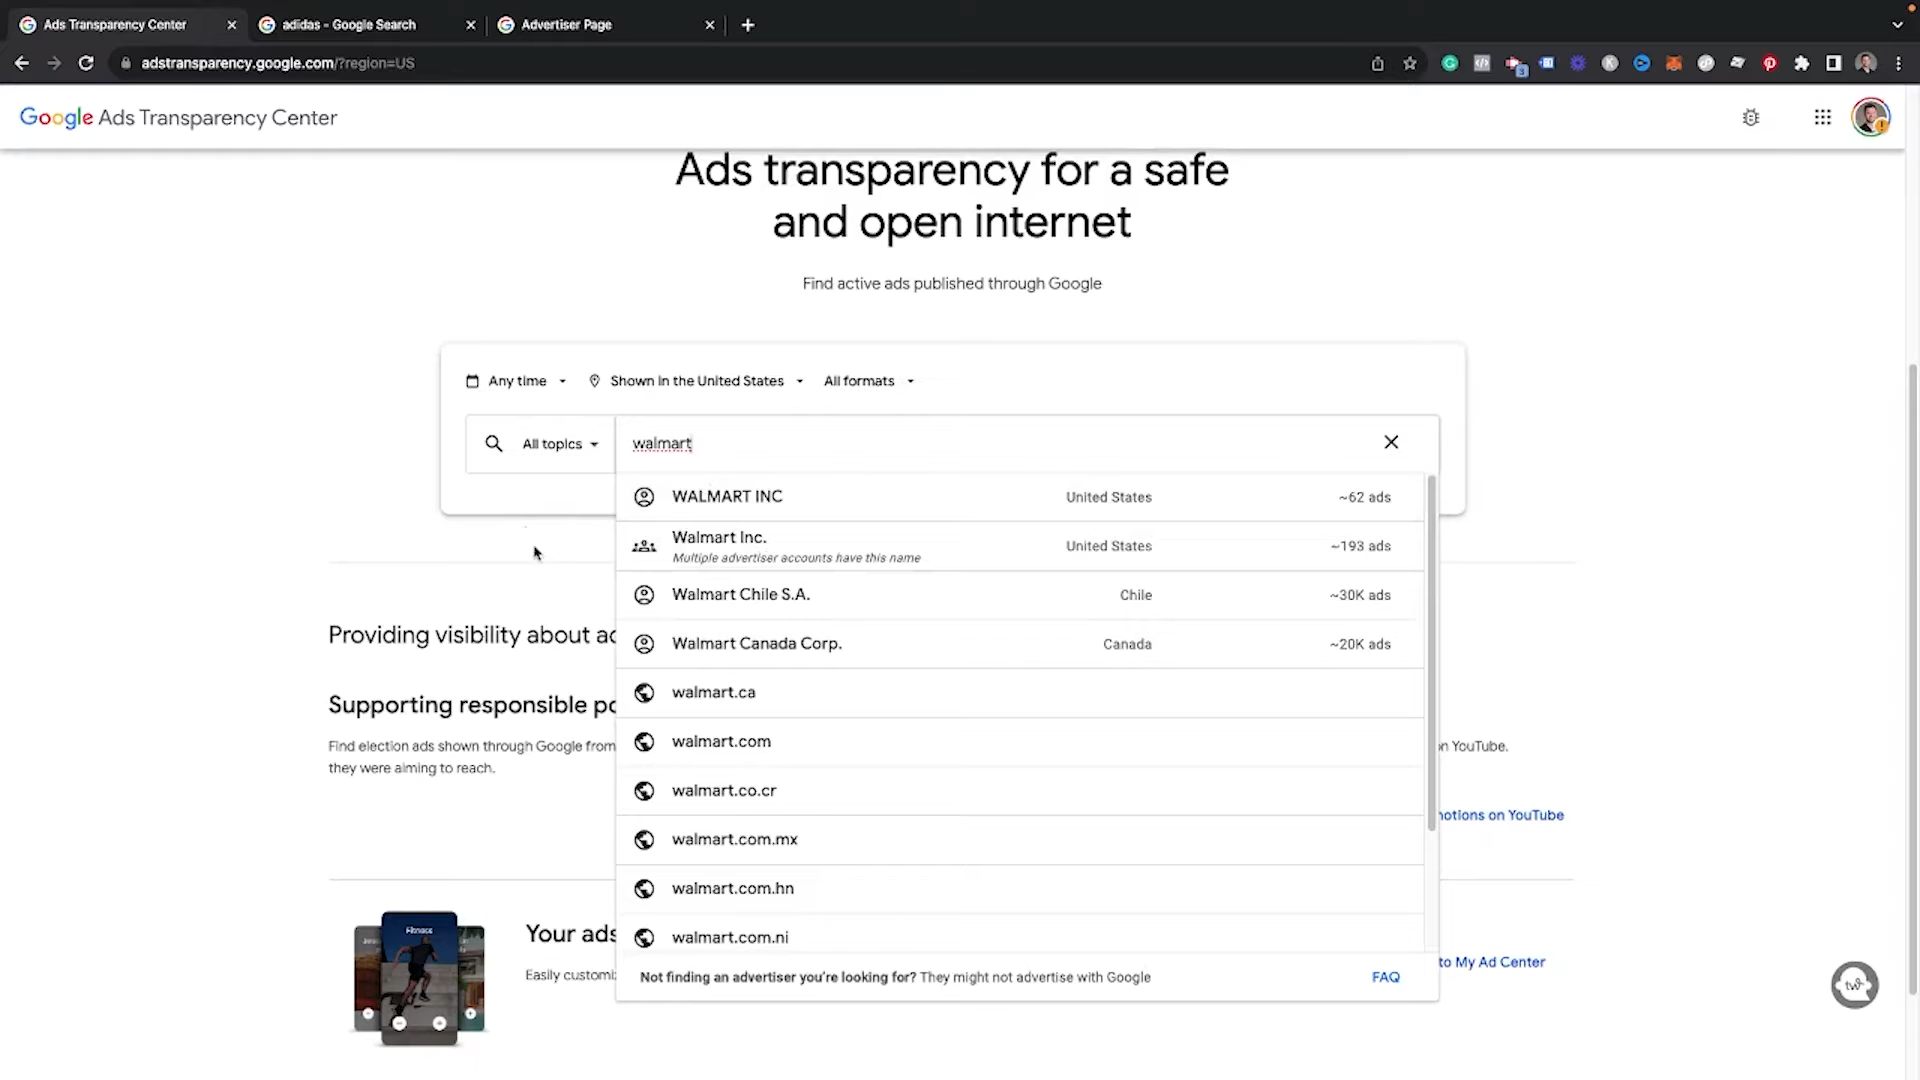 Ads Transparency Center
adidas - Google Search
Advertiser Page
adstransparency.google.com/?region=US
3
Google Ads Transparency Center
Ads transparency for a safe
and open internet
Find active ads published through Google
Any time
Shown in the United States
All formats
All topics
walmart
WALMART INC
United States
~62 ads
Walmart Inc.
Multiple advertiser accounts have this name
United States
~193 ads
Walmart Chile S.A.
Chile
~30K ads
Walmart Canada Corp.
Canada
~20K ads
walmart.ca
walmart.com
walmart.co.cr
walmart.com.mx
walmart.com.hn
walmart.com.ni
Not finding an advertiser you're looking for? They might not advertise with Google
FAQ
Providing visibility about
Supporting responsible
Find election ads shown through Google from
they were aiming to reach.
YouTube.
on YouTube
Fitness
Your ads
Easily
to My Ad Center
tw